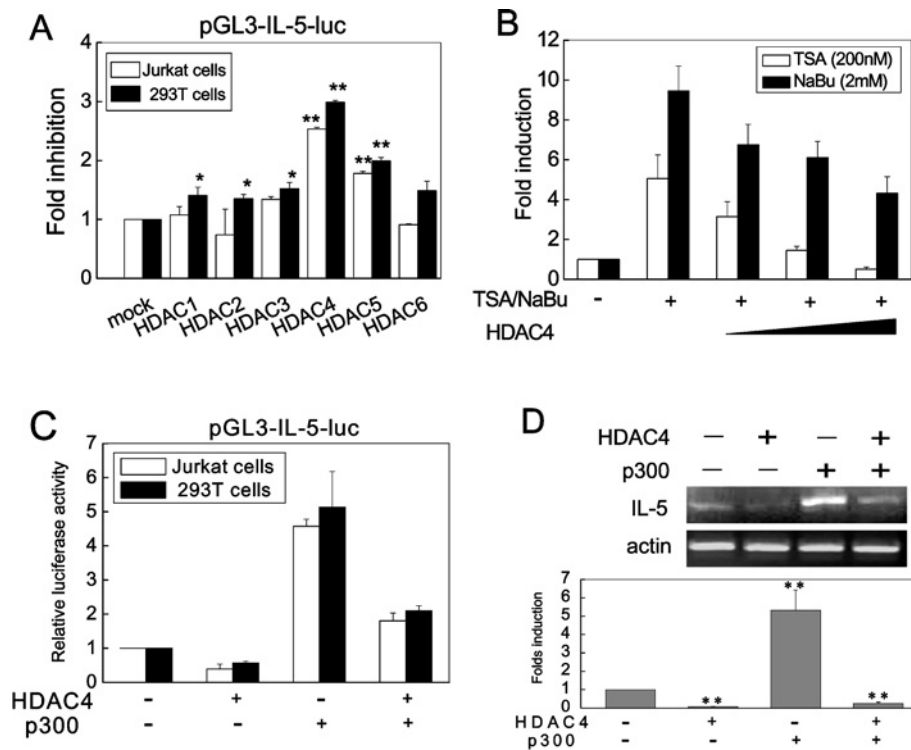 A
pGL3-IL-5-luc
Fold inhibition
4
3
2
1
0
Jurkat cells
293T cells
*
*
*
**
**
**
**
mock
HDAC1
HDAC2
HDAC3
HDAC4
HDAC5
HDAC6
B
Fold induction
12
10
8
6
4
2
0
TSA (200nM)
NaBu (2mM)
TSA/NaBu - + + + +
HDAC4
C
pGL3-IL-5-luc
Relative luciferase activity
7
6
5
4
3
2
1
0
Jurkat cells
293T cells
HDAC4 - + - +
p300 - - + +
D
HDAC4 — + — +
p300 — — + +
IL-5
actin
Folds induction
7
6
5
4
3
2
1
0
**
**
**
HDAC4 - + - +
p300 - - + +